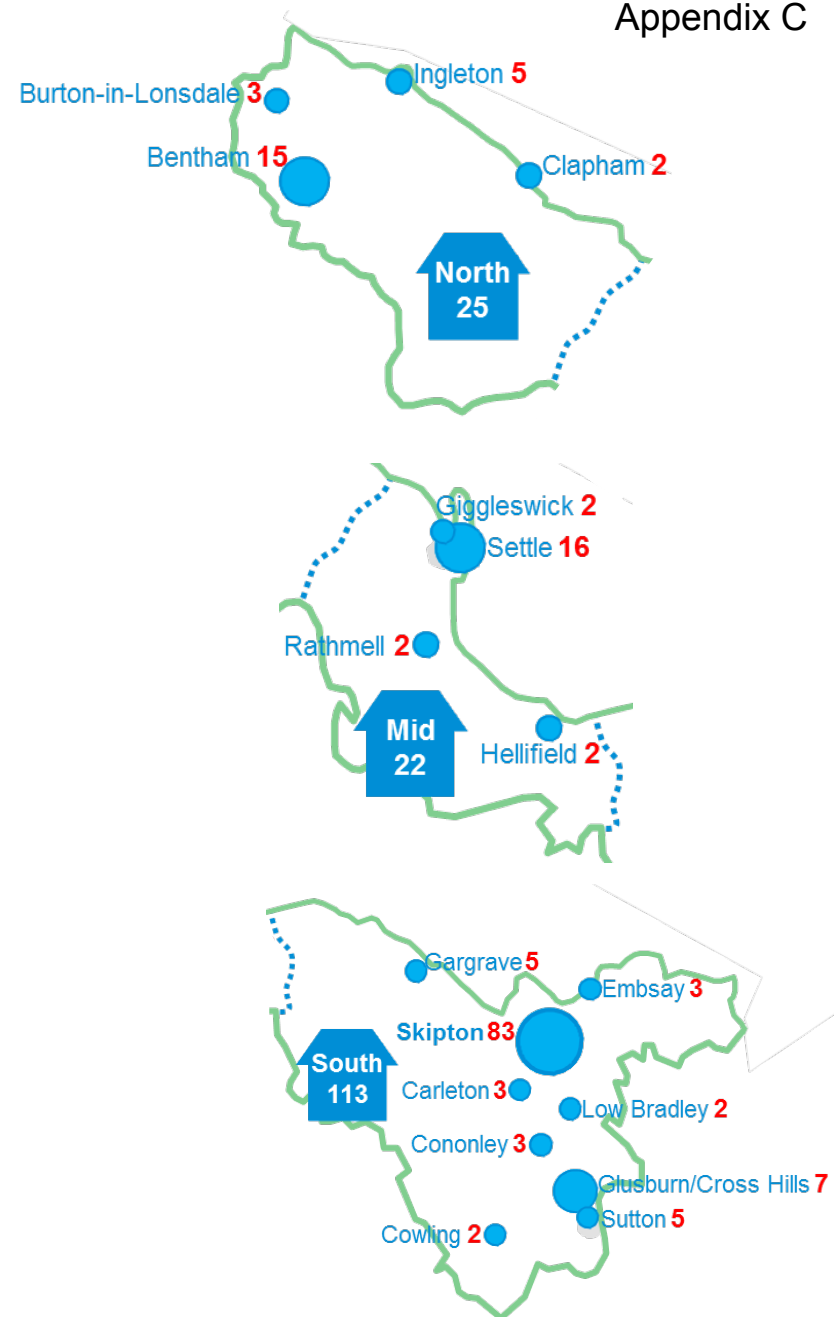 Appendix C
Ingleton 5
Burton-in-Lonsdale 3
Bentham 15
Clapham 2
North
25
Giggleswick 2
Settle 16
Rathmell 2
Mid
22
Hellifield 2
Gargrave 5
Embsay 3
Skipton 83
South
113
Carleton 3
Low Bradley 2
Cononley 3
Glusburn/Cross Hills 7
Sutton 5
Cowling 2